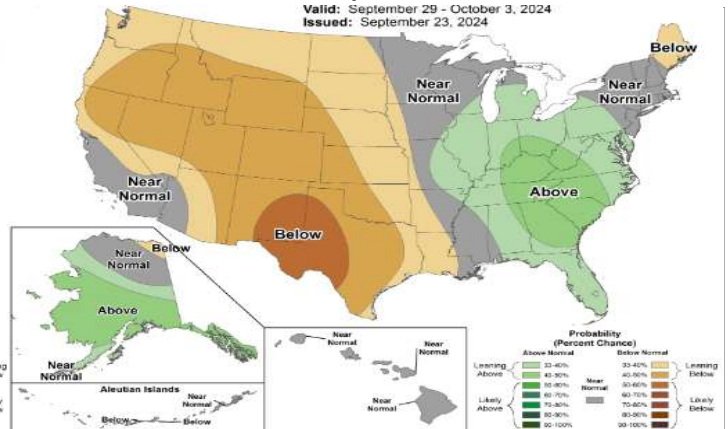 Valid: September 29 - October 3, 2024
Issued: September 23, 2024
Below
Near
Normal
Near
Normal
Near
Normal
Above
Below
Near
Normal
Below
Above
Near
Normal
Aleutian Islands
Near
Normal
Below
Below
Near
Normal
Near
Normal
Near
Normal
Probability
(Percent Chance)
Above Normal
Below Normal
Leaning
Above
33-40%
40-50%
50-60%
60-70%
70-80%
80-90%
90-100%
Likely
Above
Near
Normal
33-40%
40-50%
50-60%
60-70%
70-80%
80-90%
90-100%
Leaning
Below
Likely
Below